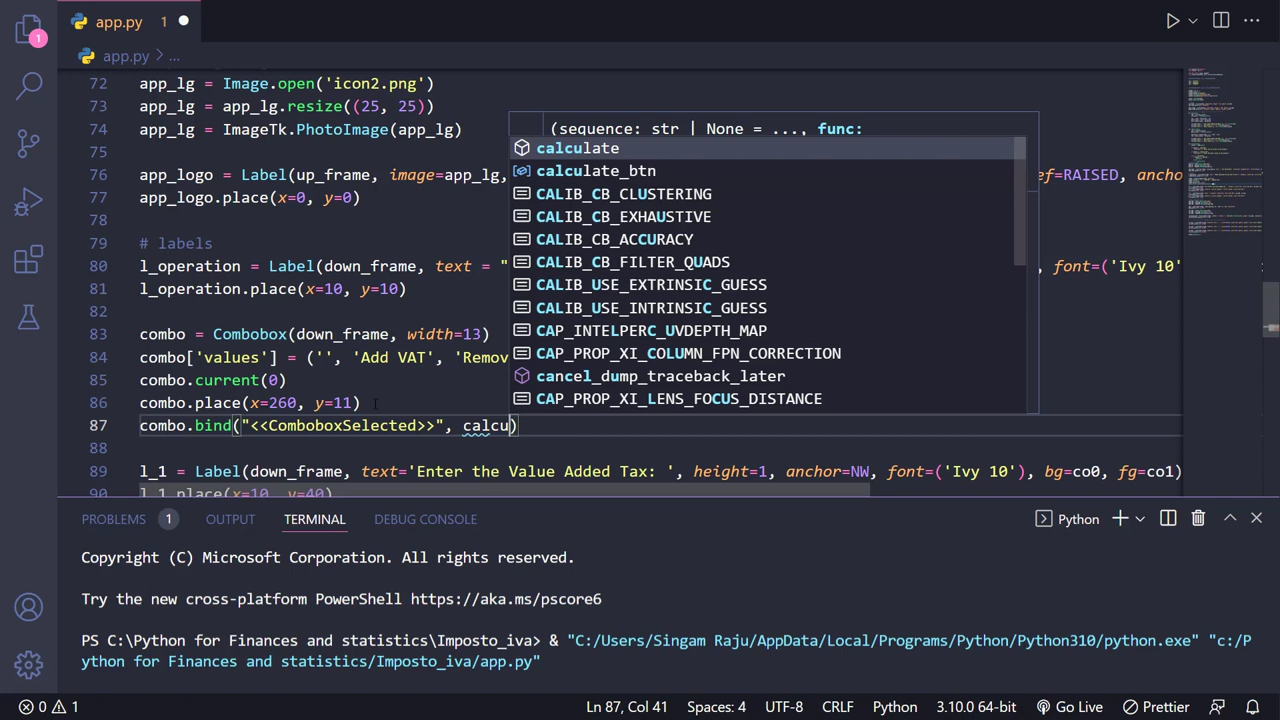 1
app.py 1
app.py > ...
72 app_lg = Image.open('icon2.png')
73 app_lg = app_lg.resize((25, 25))
74 app_lg = ImageTk.PhotoImage(app_lg)
(sequence: str | None = ..., func:
75
76 app_logo = Label(up_frame, image=app_lg, ef=RAISED, ancho
77 app_logo.place(x=0, y=0)
78
79 # labels
80 l_operation = Label(down_frame, text = " , font=('Ivy 10'
81 l_operation.place(x=10, y=10)
82
83 combo = Combobox(down_frame, width=13)
84 combo['values'] = ('', 'Add VAT', 'Remov
85 combo.current(0)
86 combo.place(x=260, y=11)
87 combo.bind("<<ComboboxSelected>>", calcu)
88
89 l_1 = Label(down_frame, text='Enter the Value Added Tax: ', height=1, anchor=NW, font=('Ivy 10'), bg=co0, fg=co1)
90 l_1.place(x=10, y=40)
calculate
calculate_btn
CALIB_CB_CLUSTERING
CALIB_CB_EXHAUSTIVE
CALIB_CB_ACCURACY
CALIB_CB_FILTER_QUADS
CALIB_USE_EXTRINSIC_GUESS
CALIB_USE_INTRINSIC_GUESS
CAP_INTELPERC_UVDEPTH_MAP
CAP_PROP_XI_COLUMN_FPN_CORRECTION
cancel_dump_traceback_later
CAP_PROP_XI_LENS_FOCUS_DISTANCE
PROBLEMS 1 OUTPUT TERMINAL DEBUG CONSOLE Python
Copyright (C) Microsoft Corporation. All rights reserved.
Try the new cross-platform PowerShell https://aka.ms/pscore6
PS C:\Python for Finances and statistics\Imposto_iva> & "C:/Users/Singam Raju/AppData/Local/Programs/Python/Python310/python.exe" "c:/P
ython for Finances and statistics/Imposto_iva/app.py"
0 1 Ln 87, Col 41 Spaces: 4 UTF-8 CRLF Python 3.10.0 64-bit Go Live Prettier